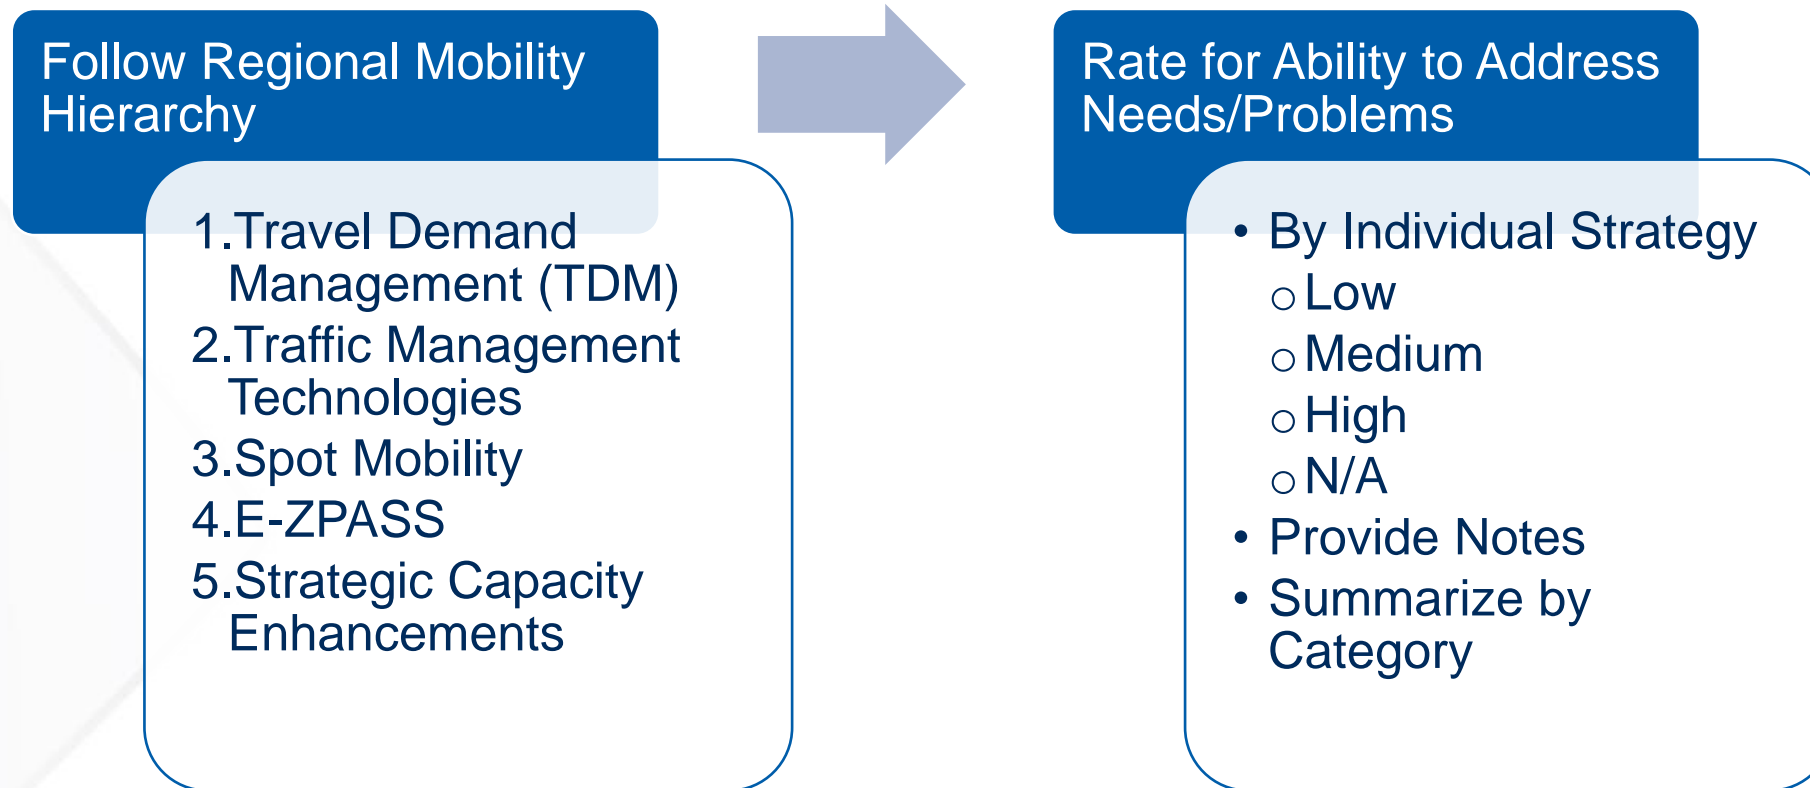 Follow Regional Mobility
Hierarchy
1.Travel Demand
Management (TDM)
2.Traffic Management
Technologies
3.Spot Mobility
4.E-ZPASS
5.Strategic Capacity
Enhancements
Rate for Ability to Address
Needs/Problems
• By Individual Strategy
○ Low
○ Medium
○ High
○ N/A
• Provide Notes
• Summarize by
Category